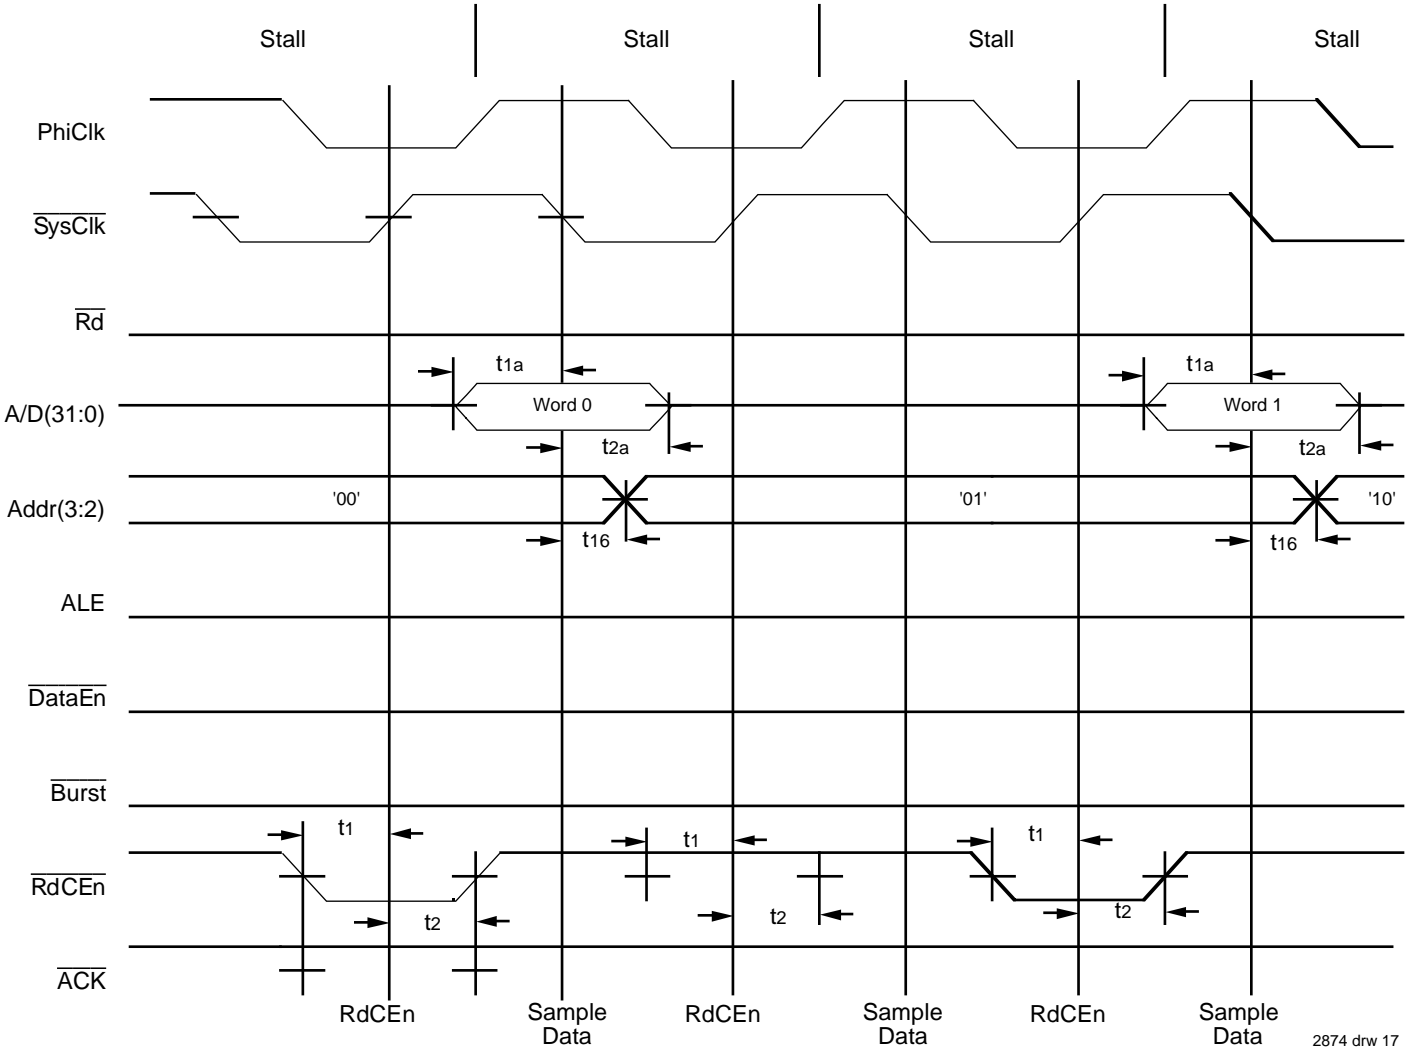 Stall Stall Stall Stall
PhiClk
SysClk
Rd
t1a t1a
A/D(31:0) Word 0 Word 1
t2a t2a
Addr(3:2) '00' '01' '10'
t16 t16
ALE
DataEn
Burst
t1 t1 t1
RdCEn
t2 t2 t2
ACK
RdCEn Sample Data RdCEn Sample Data RdCEn Sample Data
2874 drw 17